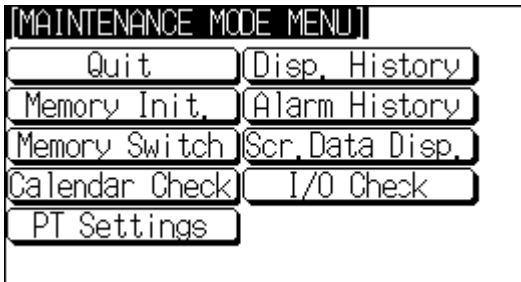 [MAINTENANCE MODE MENU]
Quit Disp. History
Memory Init. Alarm History
Memory Switch Scr.Data Disp.
Calendar Check I/O Check
PT Settings